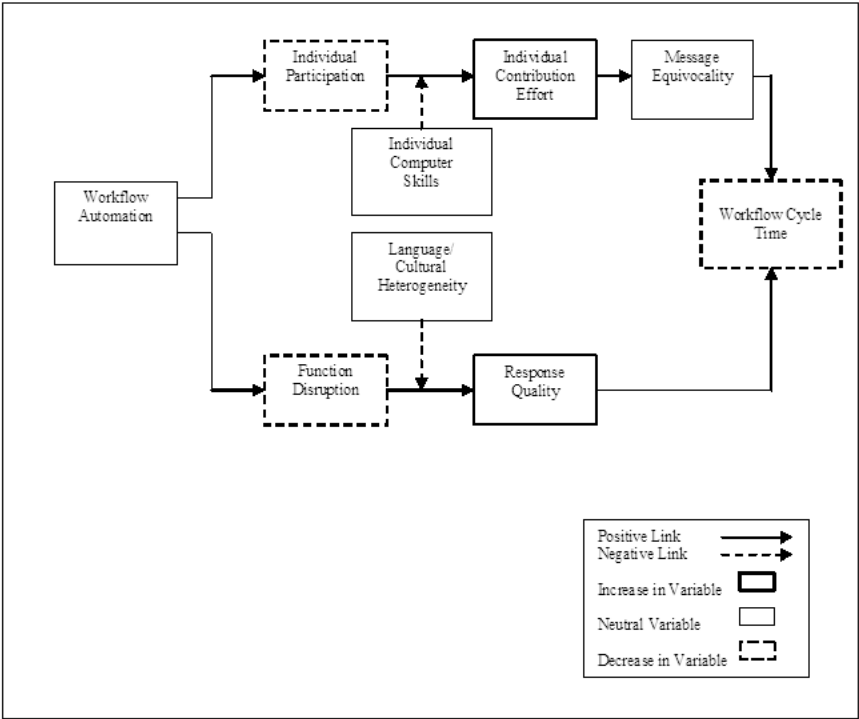 Individual
Participation
Individual
Contribution
Effort
Message
Equivocality
Individual
Computer
Skills
Workflow
Automation
Workflow Cycle
Time
Language/
Cultural
Heterogeneity
Function
Disruption
Response
Quality
Positive Link
Negative Link
Increase in Variable
Neutral Variable
Decrease in Variable